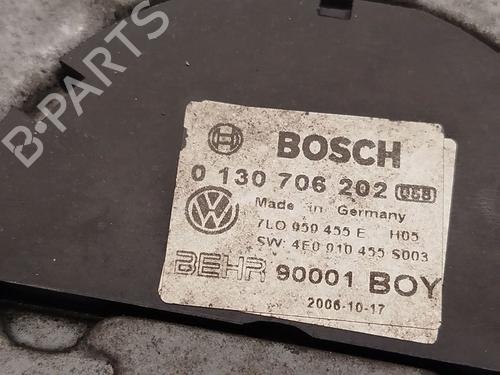 B-PARTS
BOSCH
0 130 706 202
Made in Germany
7L0 959 455 E H05
SW: 4E0 910 455 S003
BEHR 90001 BOY
2006-10-17